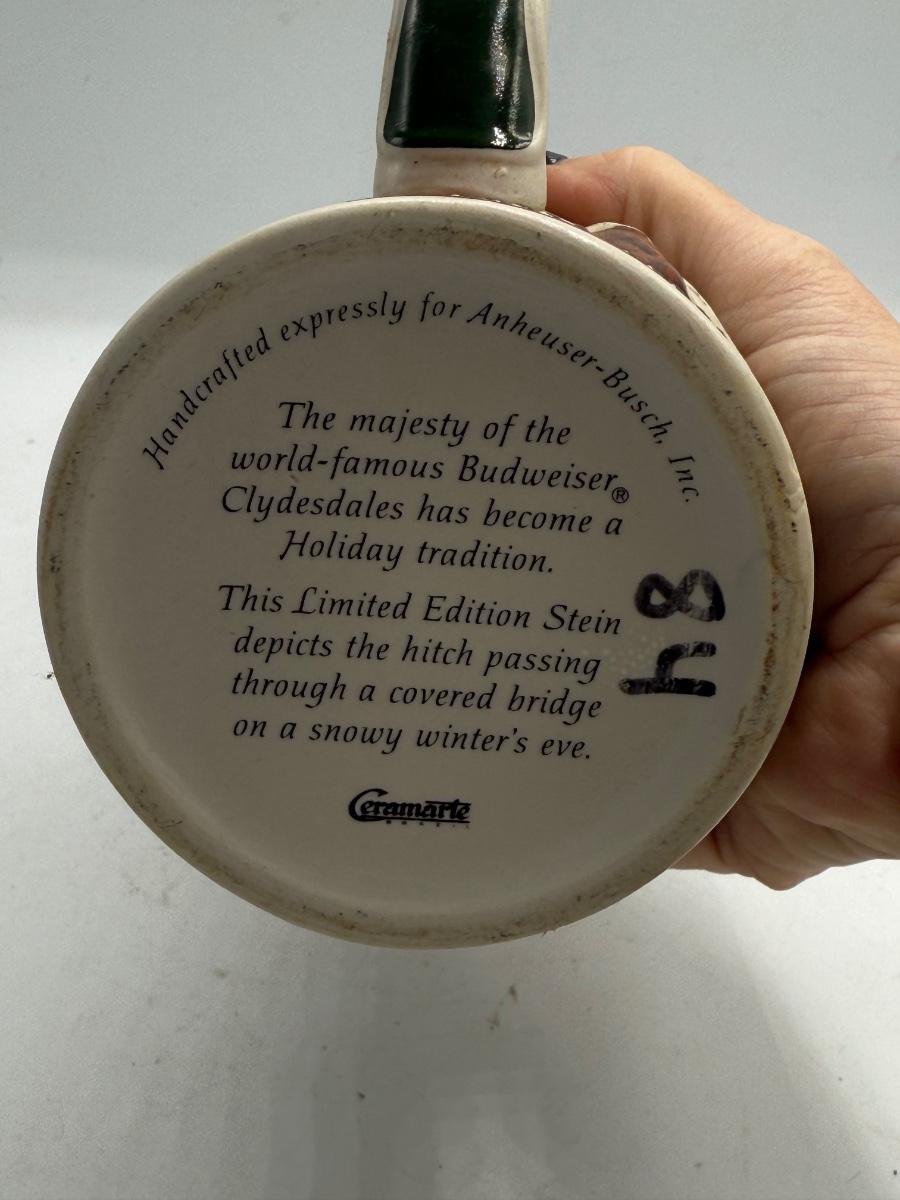 Handcrafted expressly for Anheuser-Busch, Inc.
The majesty of the
world-famous Budweiser®
Clydesdales has become a
Holiday tradition.
This Limited Edition Stein
depicts the hitch passing
through a covered bridge
on a snowy winter's eve.
Ceramarte
BRAZIL
84